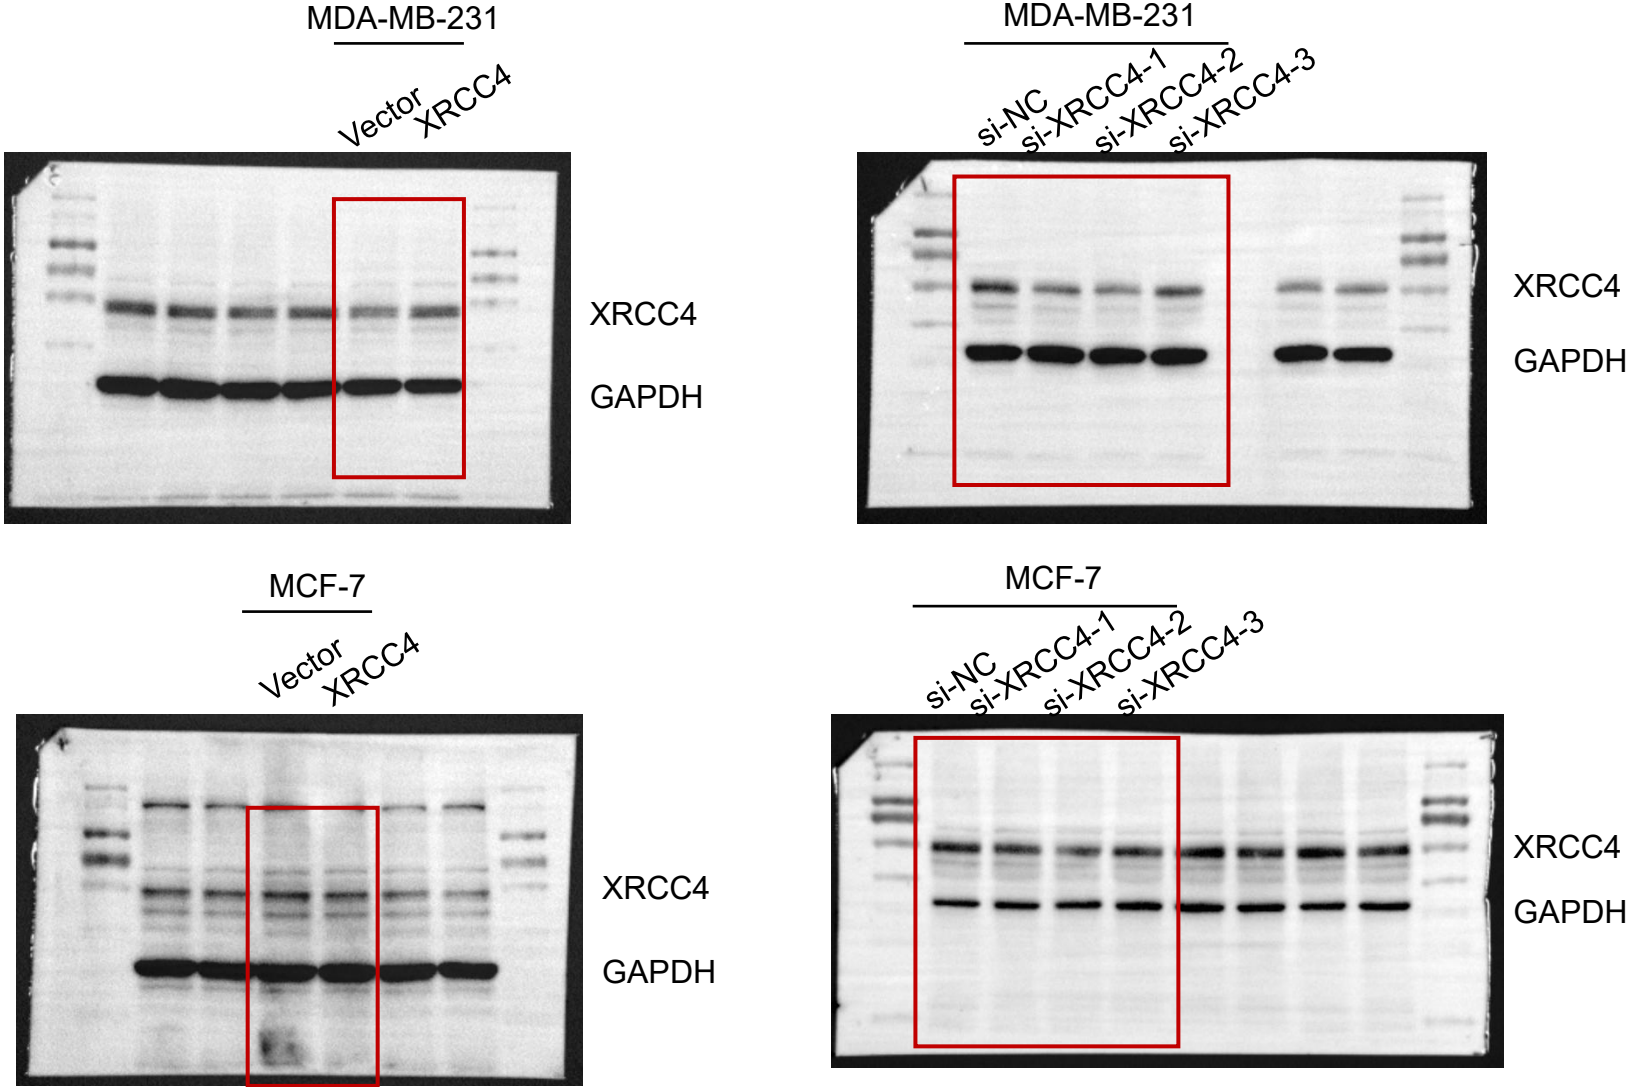 MDA-MB-231
Vector
XRCC4
XRCC4
GAPDH
MDA-MB-231
si-NC
si-XRCC4-1
si-XRCC4-2
si-XRCC4-3
XRCC4
GAPDH
MCF-7
Vector
XRCC4
XRCC4
GAPDH
MCF-7
si-NC
si-XRCC4-1
si-XRCC4-2
si-XRCC4-3
XRCC4
GAPDH